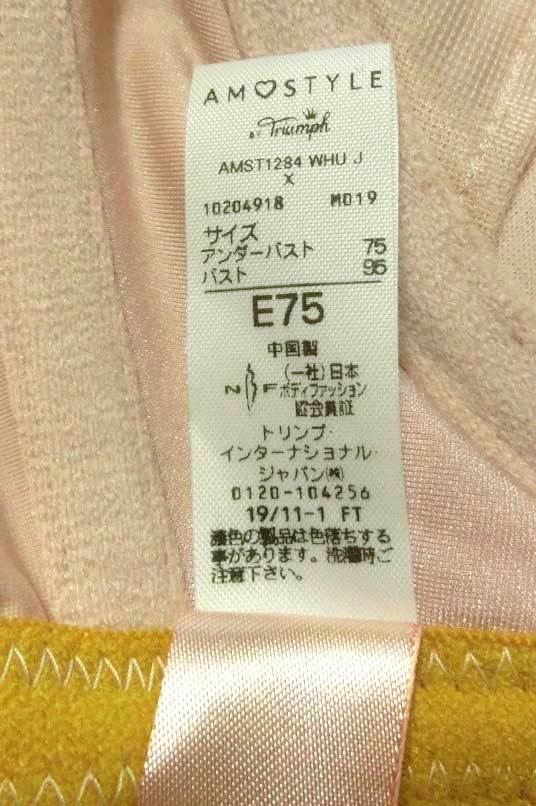 AMOSTYLE
BY Triumph
AMST1284 WHU J
X
10204918 M019
サイズ
アンダーバスト 75
バスト 95
E75
中国製
(一社)日本
ボディファッション
協会員証
トリンプ・
インターナショナル・
ジャパン㈱
0120-104256
19/11-1 FT
濃色の製品は色落ちする
事があります。洗濯時ご
注意下さい。